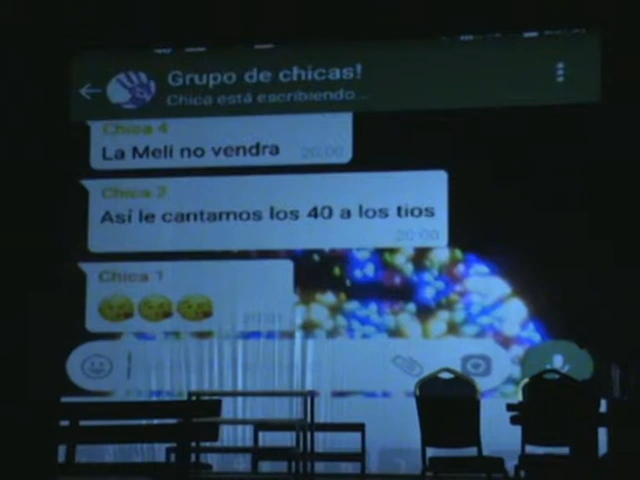 Grupo de chicas!
Chica está escribiendo...
Chica 4
La Meli no vendra
20:00
Chica 3
Así le cantamos los 40 a los tios
20:00
Chica 1